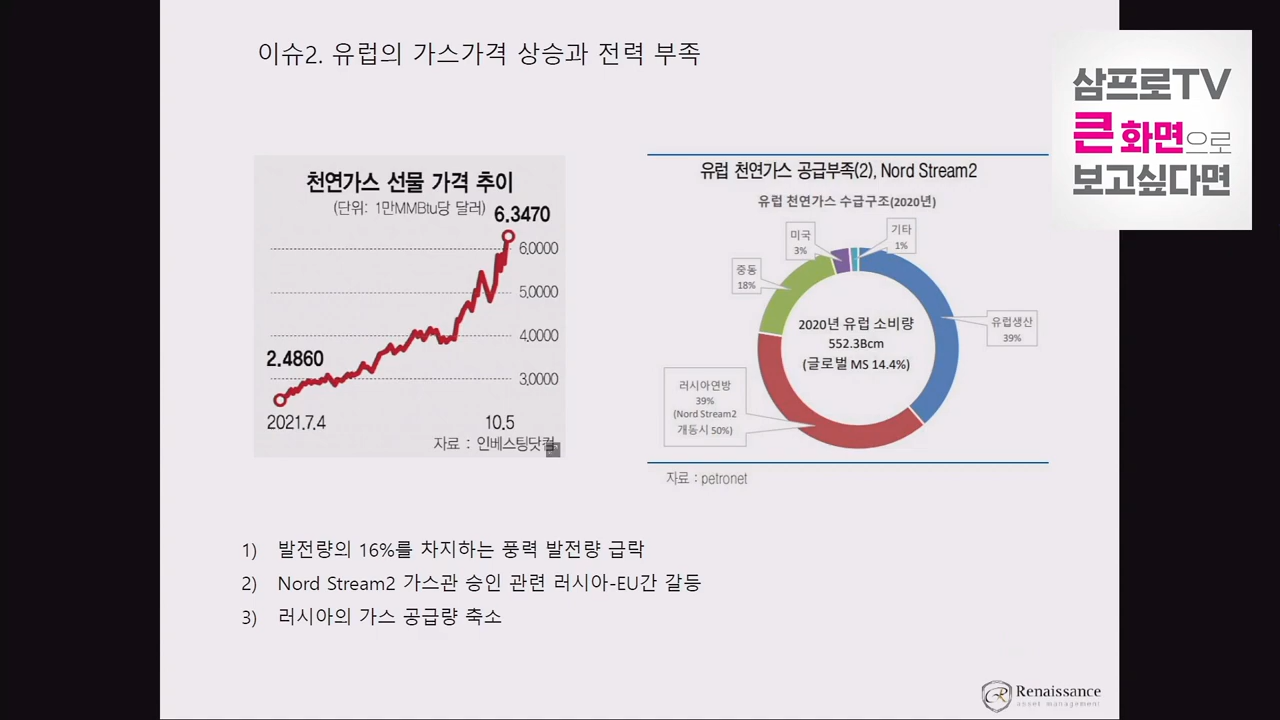 이슈2. 유럽의 가스가격 상승과 전력 부족
삼프로TV
큰 화면으로
보고싶다면
천연가스 선물 가격 추이
(단위: 1만MMBtu당 달러)
6.3470
6.0000
5.0000
4.0000
3.0000
2.4860
2021.7.4
10.5
자료 : 인베스팅닷컴
유럽 천연가스 공급부족(2), Nord Stream2
유럽 천연가스 수급구조(2020년)
미국
3%
기타
1%
중동
18%
유럽생산
39%
2020년 유럽 소비량
552.3Bcm
(글로벌 MS 14.4%)
러시아연방
39%
(Nord Stream2
개통시 50%)
자료 : petronet
1) 발전량의 16%를 차지하는 풍력 발전량 급락
2) Nord Stream2 가스관 승인 관련 러시아-EU간 갈등
3) 러시아의 가스 공급량 축소
Renaissance
asset management